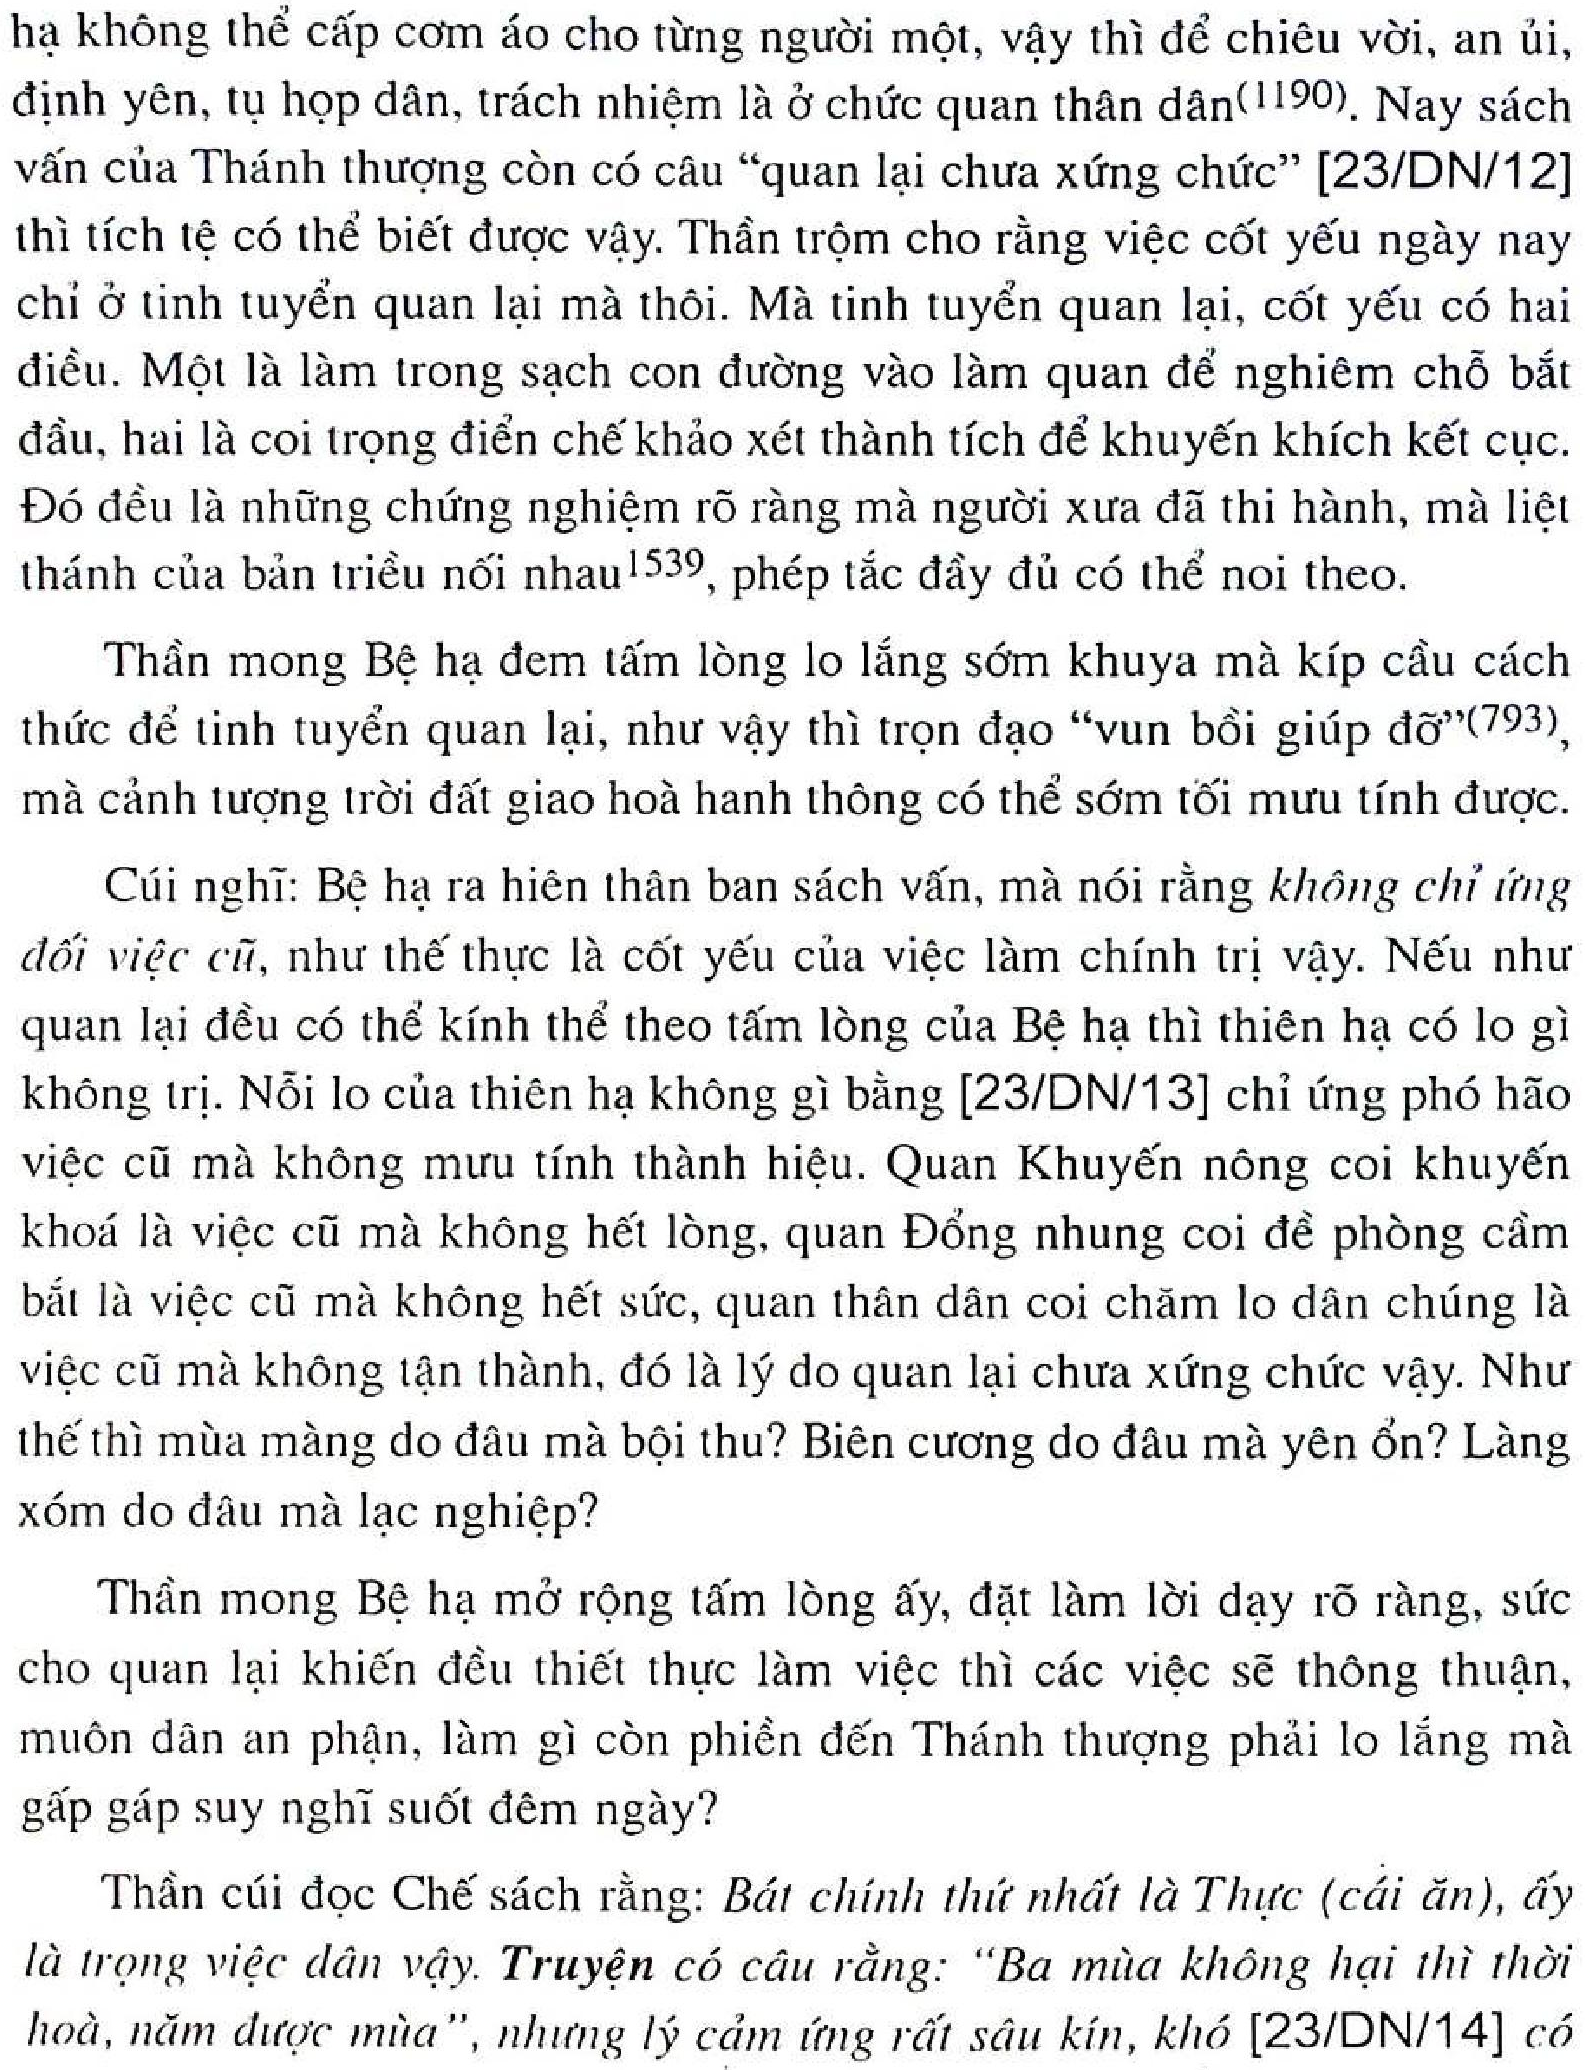 hạ không thể cấp cơm áo cho từng người một, vậy thì để chiêu vời, an ủi,
định yên, tụ họp dân, trách nhiệm là ở chức quan thân dân(1190). Nay sách
vấn của Thánh thượng còn có câu “quan lại chưa xứng chức” [23/DN/12]
thì tích tệ có thể biết được vậy. Thần trộm cho rằng việc cốt yếu ngày nay
chỉ ở tinh tuyển quan lại mà thôi. Mà tinh tuyển quan lại, cốt yếu có hai
điều. Một là làm trong sạch con đường vào làm quan để nghiêm chỗ bắt
đầu, hai là coi trọng điển chế khảo xét thành tích để khuyến khích kết cục.
Đó đều là những chứng nghiệm rõ ràng mà người xưa đã thi hành, mà liệt
thánh của bản triều nối nhau1539, phép tắc đầy đủ có thể noi theo.
Thần mong Bệ hạ đem tấm lòng lo lắng sớm khuya mà kíp cầu cách
thức để tinh tuyển quan lại, như vậy thì trọn đạo “vun bồi giúp đỡ”(793),
mà cảnh tượng trời đất giao hoà hanh thông có thể sớm tối mưu tính được.
Cúi nghĩ: Bệ hạ ra hiên thân ban sách vấn, mà nói rằng không chỉ ứng
đối việc cũ, như thế thực là cốt yếu của việc làm chính trị vậy. Nếu như
quan lại đều có thể kính thể theo tấm lòng của Bệ hạ thì thiên hạ có lo gì
không trị. Nỗi lo của thiên hạ không gì bằng [23/DN/13] chỉ ứng phó hão
việc cũ mà không mưu tính thành hiệu. Quan Khuyến nông coi khuyến
khoá là việc cũ mà không hết lòng, quan Đổng nhung coi đề phòng cầm
bắt là việc cũ mà không hết sức, quan thân dân coi chăm lo dân chúng là
việc cũ mà không tận thành, đó là lý do quan lại chưa xứng chức vậy. Như
thế thì mùa màng do đâu mà bội thu? Biên cương do đâu mà yên ổn? Làng
xóm do đâu mà lạc nghiệp?
Thần mong Bệ hạ mở rộng tấm lòng ấy, đặt làm lời dạy rõ ràng, sức
cho quan lại khiến đều thiết thực làm việc thì các việc sẽ thông thuận,
muôn dân an phận, làm gì còn phiền đến Thánh thượng phải lo lắng mà
gấp gáp suy nghĩ suốt đêm ngày?
Thần cúi đọc Chế sách rằng: Bát chính thứ nhất là Thực (cái ăn), ấy
là trọng việc dân vậy. Truyện có câu rằng: “Ba mùa không hại thì thời
hoà, năm được mùa”, nhưng lý cảm ứng rất sâu kín, khó [23/DN/14] có